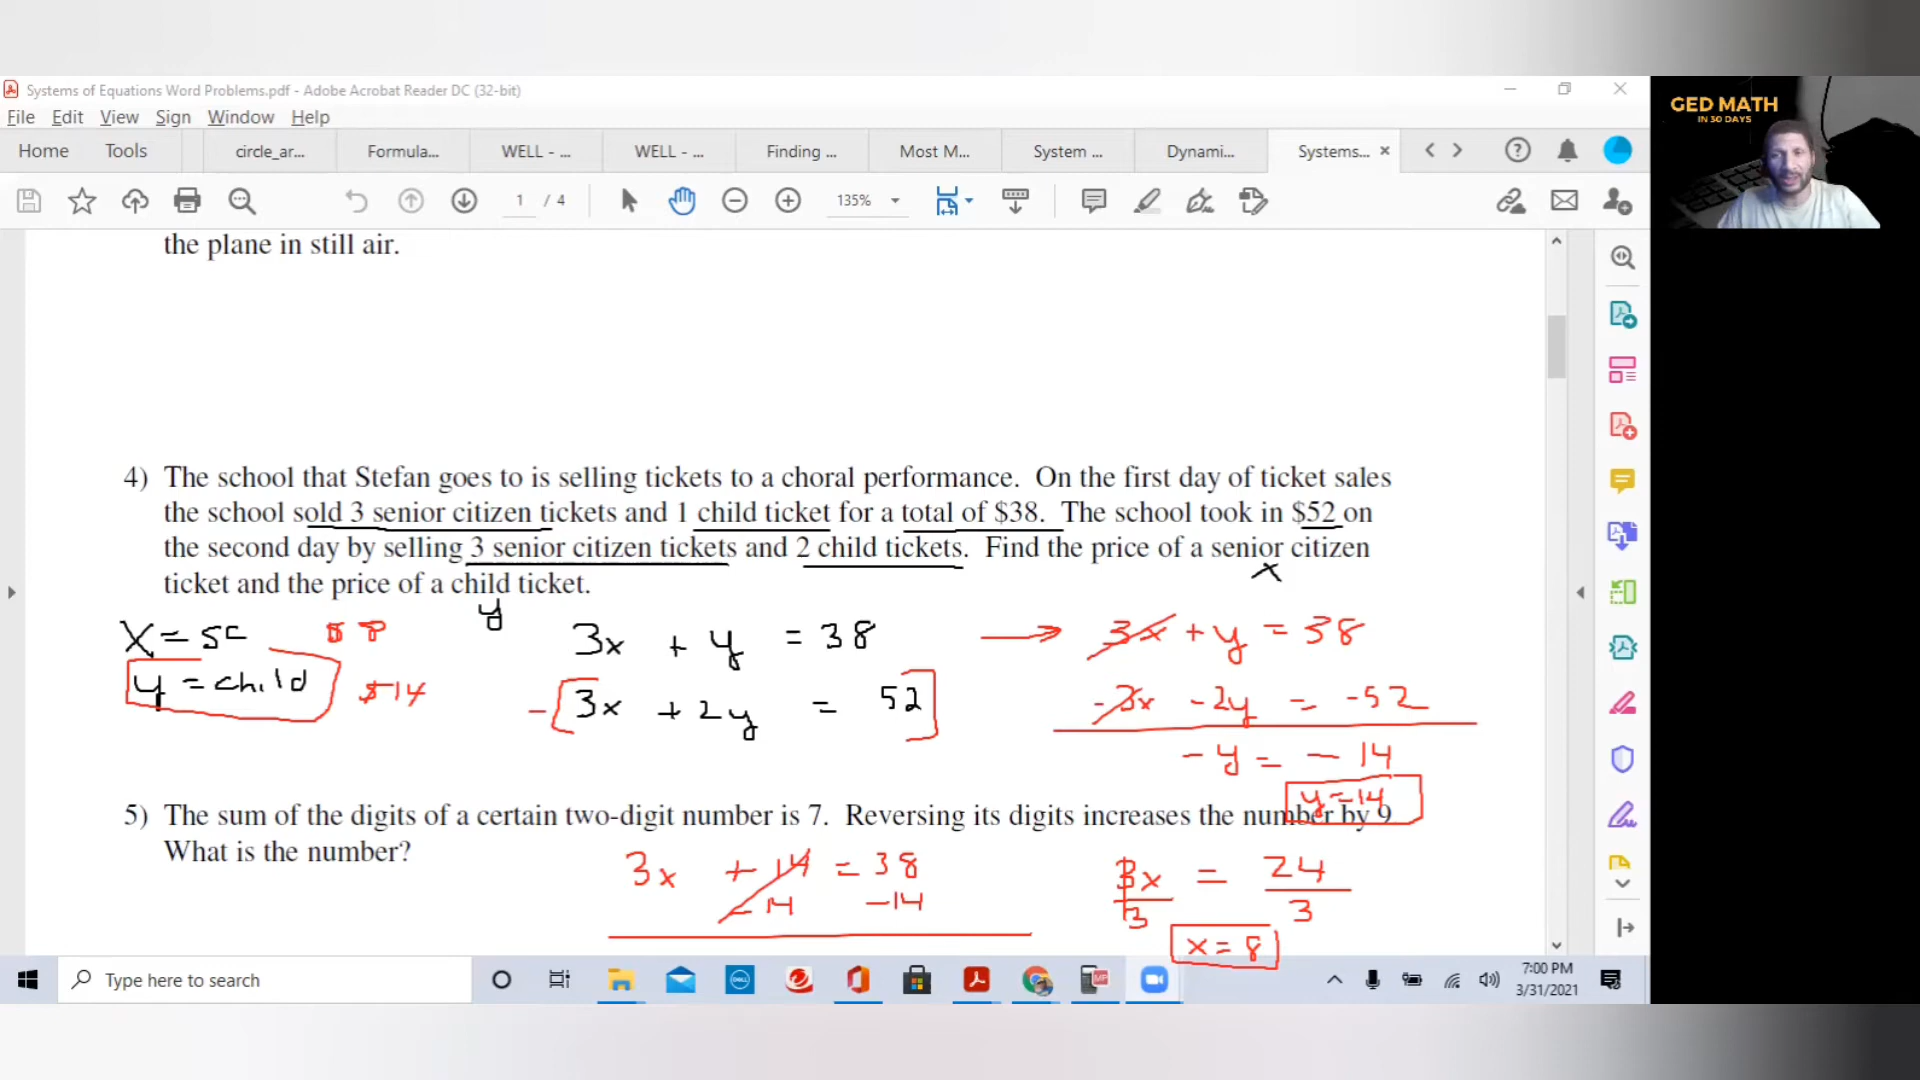 Systems of Equations Word Problems.pdf - Adobe Acrobat Reader DC (32-bit)
File Edit View Sign Window Help
Home Tools circle_ar... Formula... WELL - ... WELL - ... Finding ... Most M... System ... Dynami... Systems...
1 / 4 135%
GED MATH
IN 30 DAYS
the plane in still air.
4) The school that Stefan goes to is selling tickets to a choral performance. On the first day of ticket sales
the school sold 3 senior citizen tickets and 1 child ticket for a total of $38. The school took in $52 on
the second day by selling 3 senior citizen tickets and 2 child tickets. Find the price of a senior citizen
ticket and the price of a child ticket.
x
y
x = sc $8
y = child $14
3x + y = 38
-[3x + 2y = 52]
3x + y = 38
-3x - 2y = -52
-y = -14
y = 14
5) The sum of the digits of a certain two-digit number is 7. Reversing its digits increases the number by 9
What is the number?
3x + 14 = 38
-14 -14
3x = 24
3 3
x = 8
Type here to search
DELL
MP
7:00 PM
3/31/2021